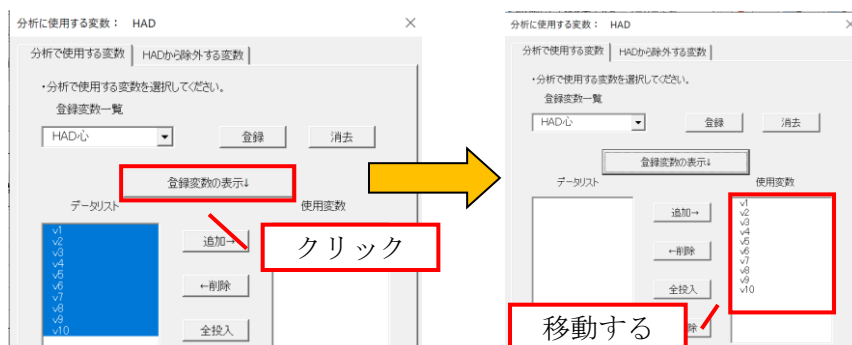 分析に使用する変数： HAD
分析で使用する変数
HADから除外する変数
・分析で使用する変数を選択してください。
登録変数一覧
HAD心
登録
消去
登録変数の表示↓
データリスト
使用変数
v1
v2
v3
v4
v5
v6
v7
v8
v9
v10
追加→
←削除
全投入
クリック
分析に使用する変数： HAD
分析で使用する変数
HADから除外する変数
・分析で使用する変数を選択してください。
登録変数一覧
HAD心
登録
消去
登録変数の表示↓
データリスト
使用変数
追加→
←削除
全投入
除
v1
v2
v3
v4
v5
v6
v7
v8
v9
v10
移動する